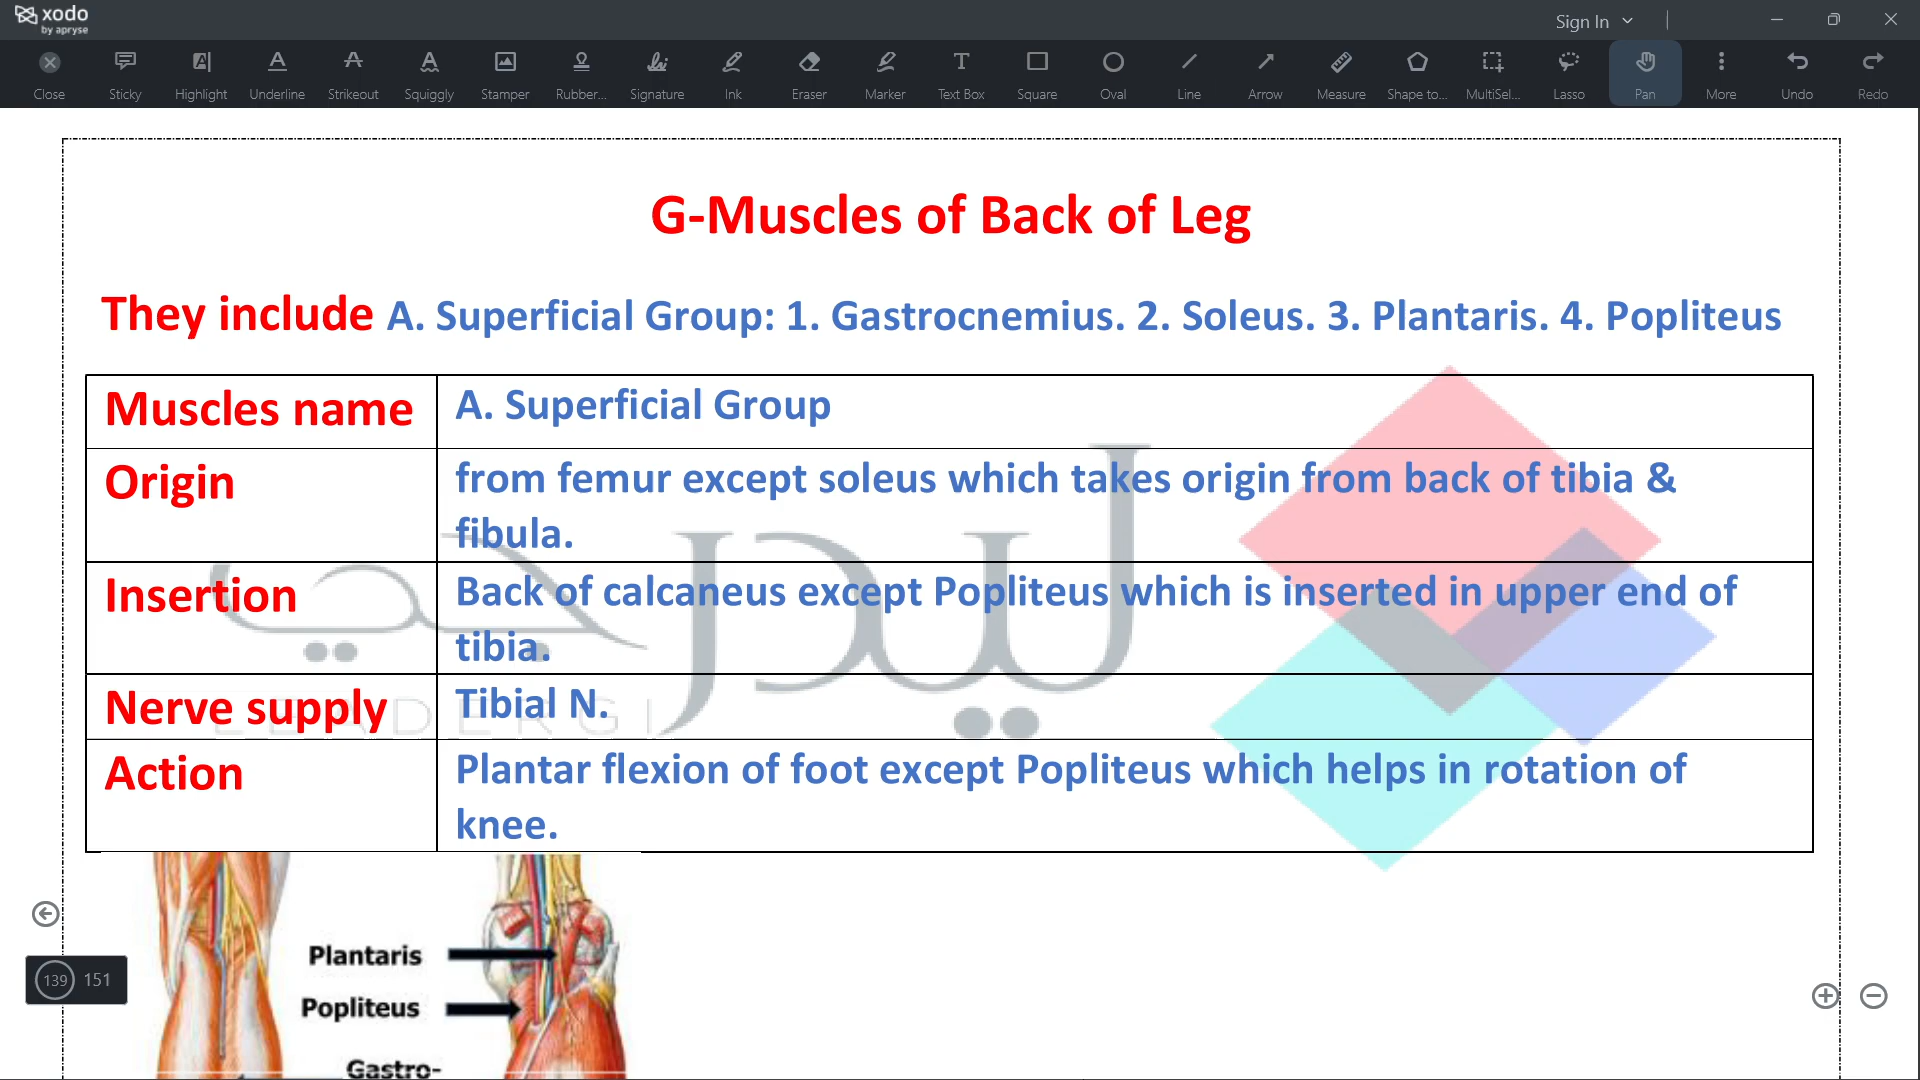 xodo
by apryse
Sign In
Close
Sticky
Highlight
Underline
Strikeout
Squiggly
Stamper
Rubber...
Signature
Ink
Eraser
Marker
Text Box
Square
Oval
Line
Arrow
Measure
Shape to...
MultiSel...
Lasso
Pan
More
Undo
Redo
G-Muscles of Back of Leg
They include A. Superficial Group: 1. Gastrocnemius. 2. Soleus. 3. Plantaris. 4. Popliteus
Muscles name
A. Superficial Group
Origin
from femur except soleus which takes origin from back of tibia &
fibula.
Insertion
Back of calcaneus except Popliteus which is inserted in upper end of
tibia.
Nerve supply
Tibial N.
Action
Plantar flexion of foot except Popliteus which helps in rotation of
knee.
ليدرجي
Plantaris
Popliteus
Gastro-
139 151